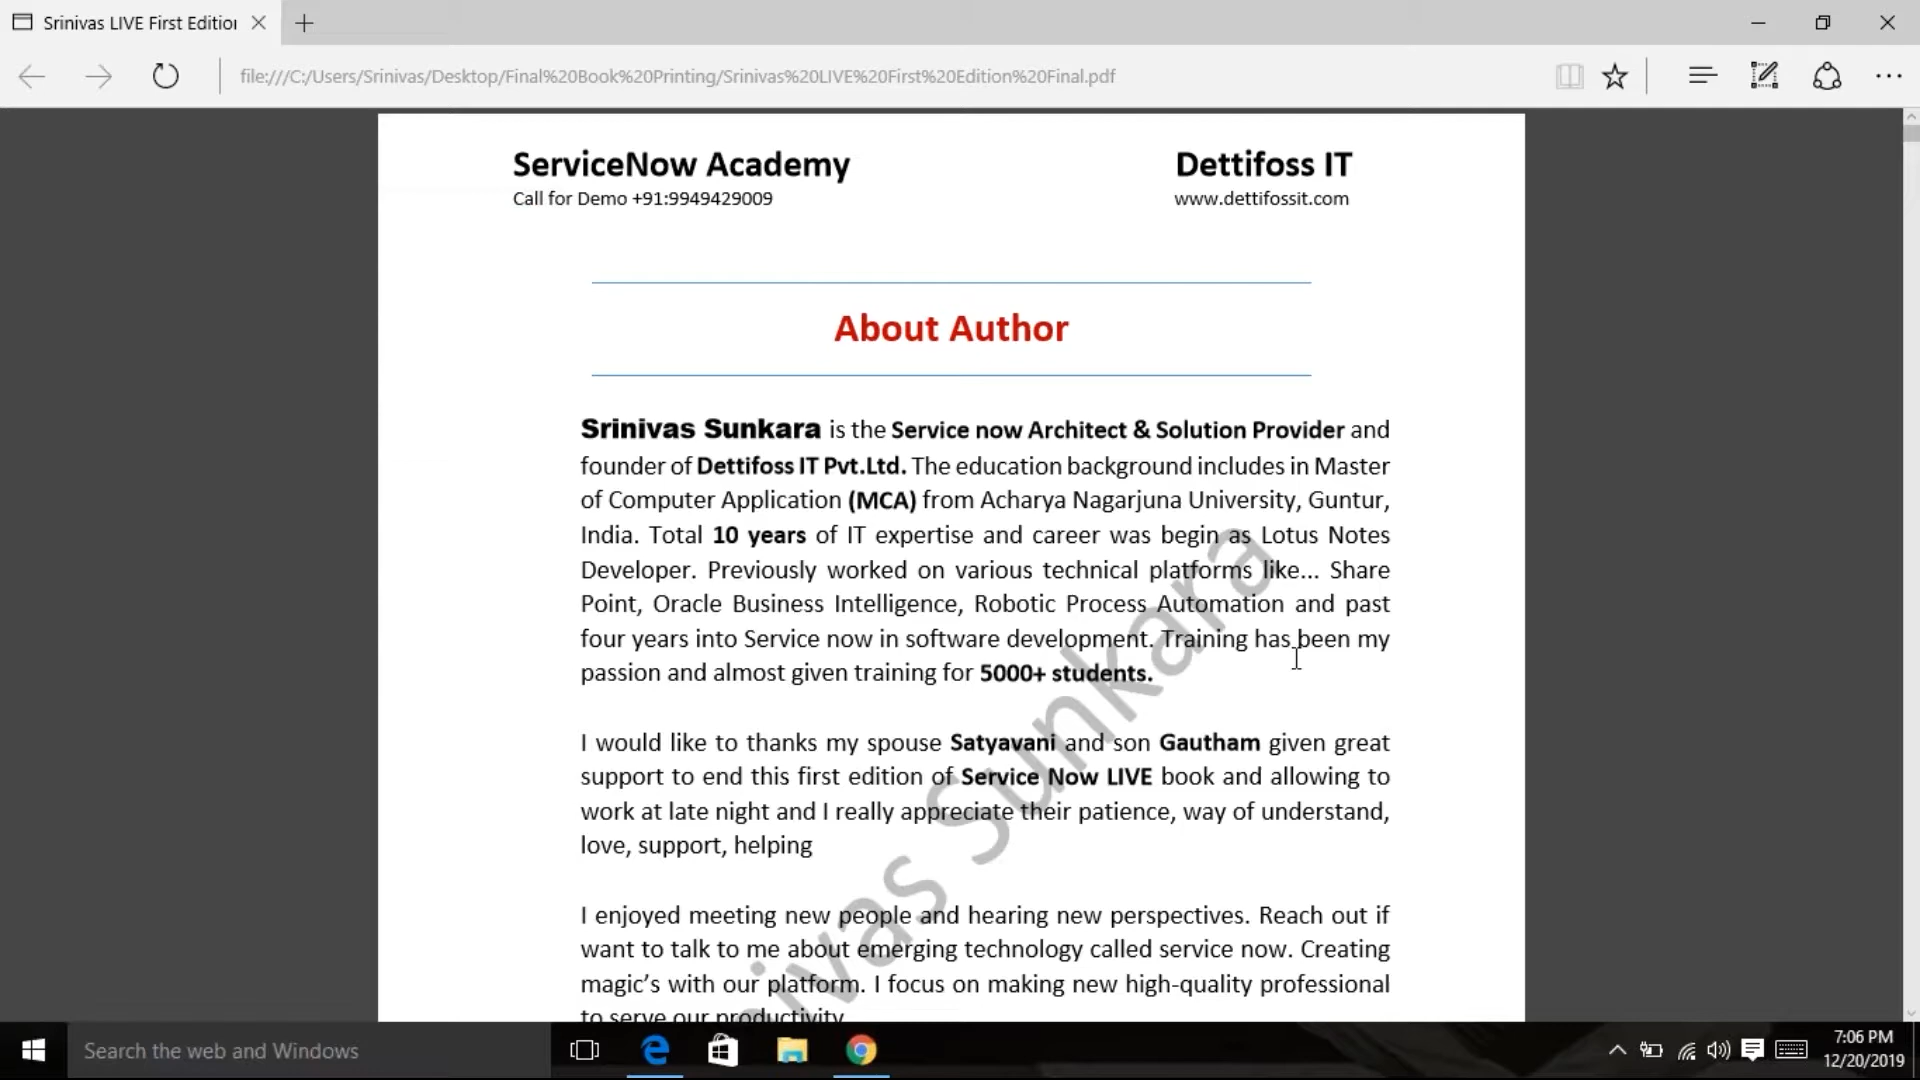 Srinivas LIVE First Edition
file:///C:/Users/Srinivas/Desktop/Final%20Book%20Printing/Srinivas%20LIVE%20First%20Edition%20Final.pdf
ServiceNow Academy Dettifoss IT
Call for Demo +91:9949429009 www.dettifossit.com
About Author
Srinivas Sunkara is the Service now Architect & Solution Provider and
founder of Dettifoss IT Pvt.Ltd. The education background includes in Master
of Computer Application (MCA) from Acharya Nagarjuna University, Guntur,
India. Total 10 years of IT expertise and career was begin as Lotus Notes
Developer. Previously worked on various technical platforms like... Share
Point, Oracle Business Intelligence, Robotic Process Automation and past
four years into Service now in software development. Training has been my
passion and almost given training for 5000+ students.
I would like to thanks my spouse Satyavani and son Gautham given great
support to end this first edition of Service Now LIVE book and allowing to
work at late night and I really appreciate their patience, way of understand,
love, support, helping
I enjoyed meeting new people and hearing new perspectives. Reach out if
want to talk to me about emerging technology called service now. Creating
magic’s with our platform. I focus on making new high-quality professional
to serve our productivity
ivas Sunkara
Search the web and Windows
7:06 PM
12/20/2019